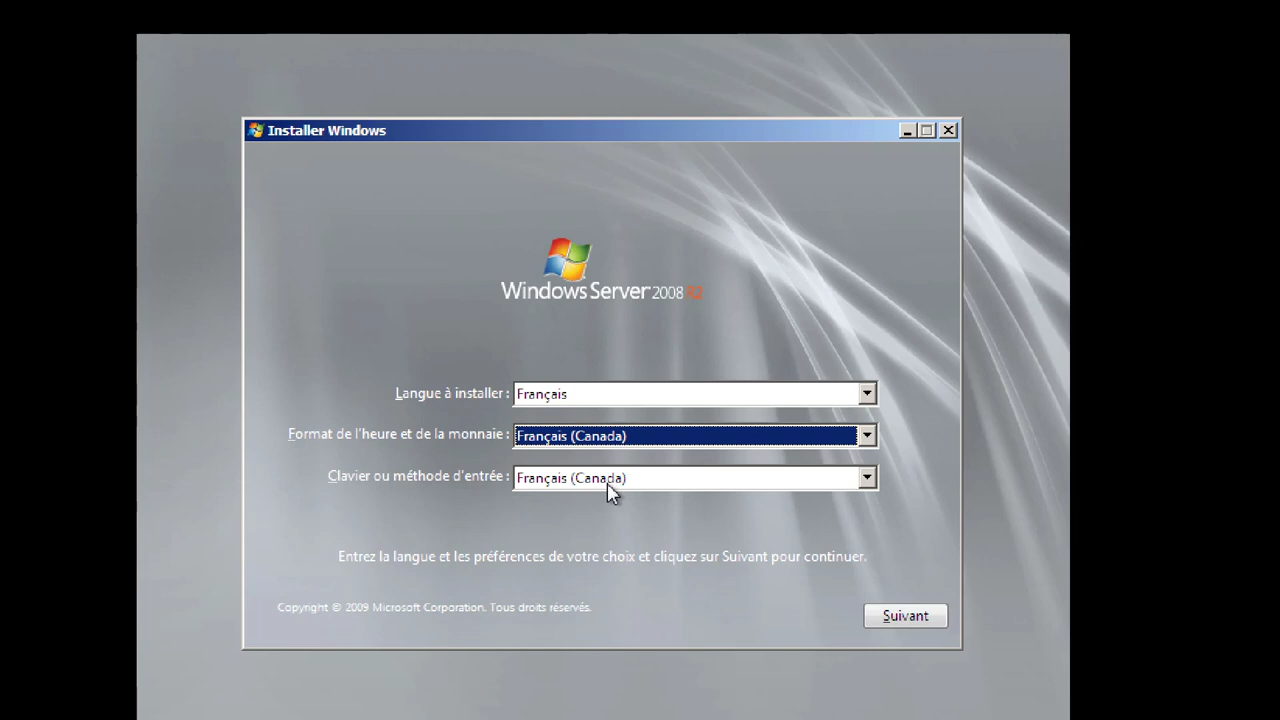 Installer Windows
Windows Server 2008 R2
Langue à installer : Français
Format de l'heure et de la monnaie : Français (Canada)
Clavier ou méthode d'entrée : Français (Canada)
Entrez la langue et les préférences de votre choix et cliquez sur Suivant pour continuer.
Copyright © 2009 Microsoft Corporation. Tous droits réservés.
Suivant